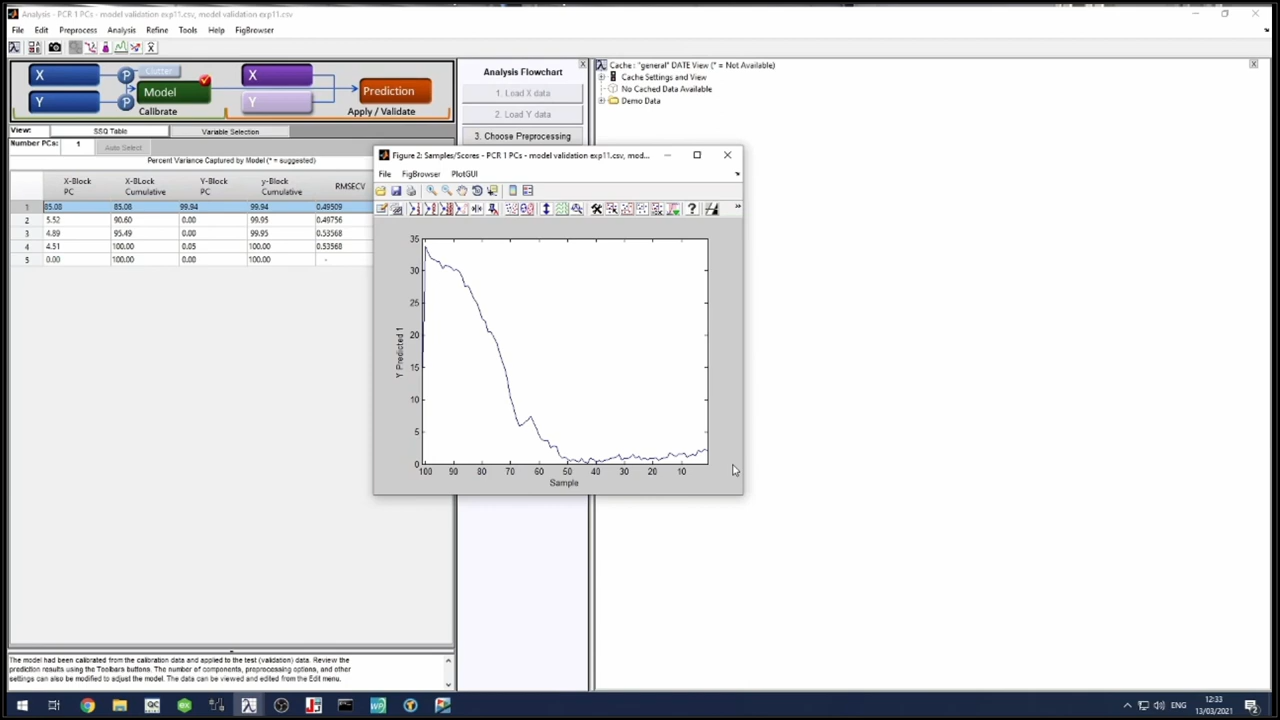 Analysis - PCR 1 PCs - model validation exp11.csv, model validation exp11.csv
File Edit Preprocess Analysis Refine Tools Help FigBrowser
X P Clutter X
Model Prediction
Y P Y
Calibrate Apply / Validate
View: SSQ Table Variable Selection
Number PCs: 1 Auto Select
Percent Variance Captured by Model (* = suggested)
X-Block X-BLock Y-Block y-Block RMSECV
PC Cumulative PC Cumulative
1 85.08 85.08 99.94 99.94 0.49509
2 5.52 90.60 0.00 99.95 0.49756
3 4.89 95.49 0.00 99.95 0.53568
4 4.51 100.00 0.05 100.00 0.53568
5 0.00 100.00 0.00 100.00 -
The model had been calibrated from the calibration data and applied to the test (validation) data. Review the
prediction results using the Toolbars buttons. The number of components, preprocessing options, and other
settings can also be modified to adjust the model. The data can be viewed and edited from the Edit menu.
Analysis Flowchart
1. Load X data
2. Load Y data
3. Choose Preprocessing
Cache : "general" DATE View (* = Not Available)
Cache Settings and View
No Cached Data Available
Demo Data
Figure 2: Samples/Scores - PCR 1 PCs - model validation exp11.csv, mod...
File FigBrowser PlotGUI
35
30
25
20
15
10
5
0
Y Predicted 1
100 90 80 70 60 50 40 30 20 10
Sample
ENG
12:33
13/03/2021
2